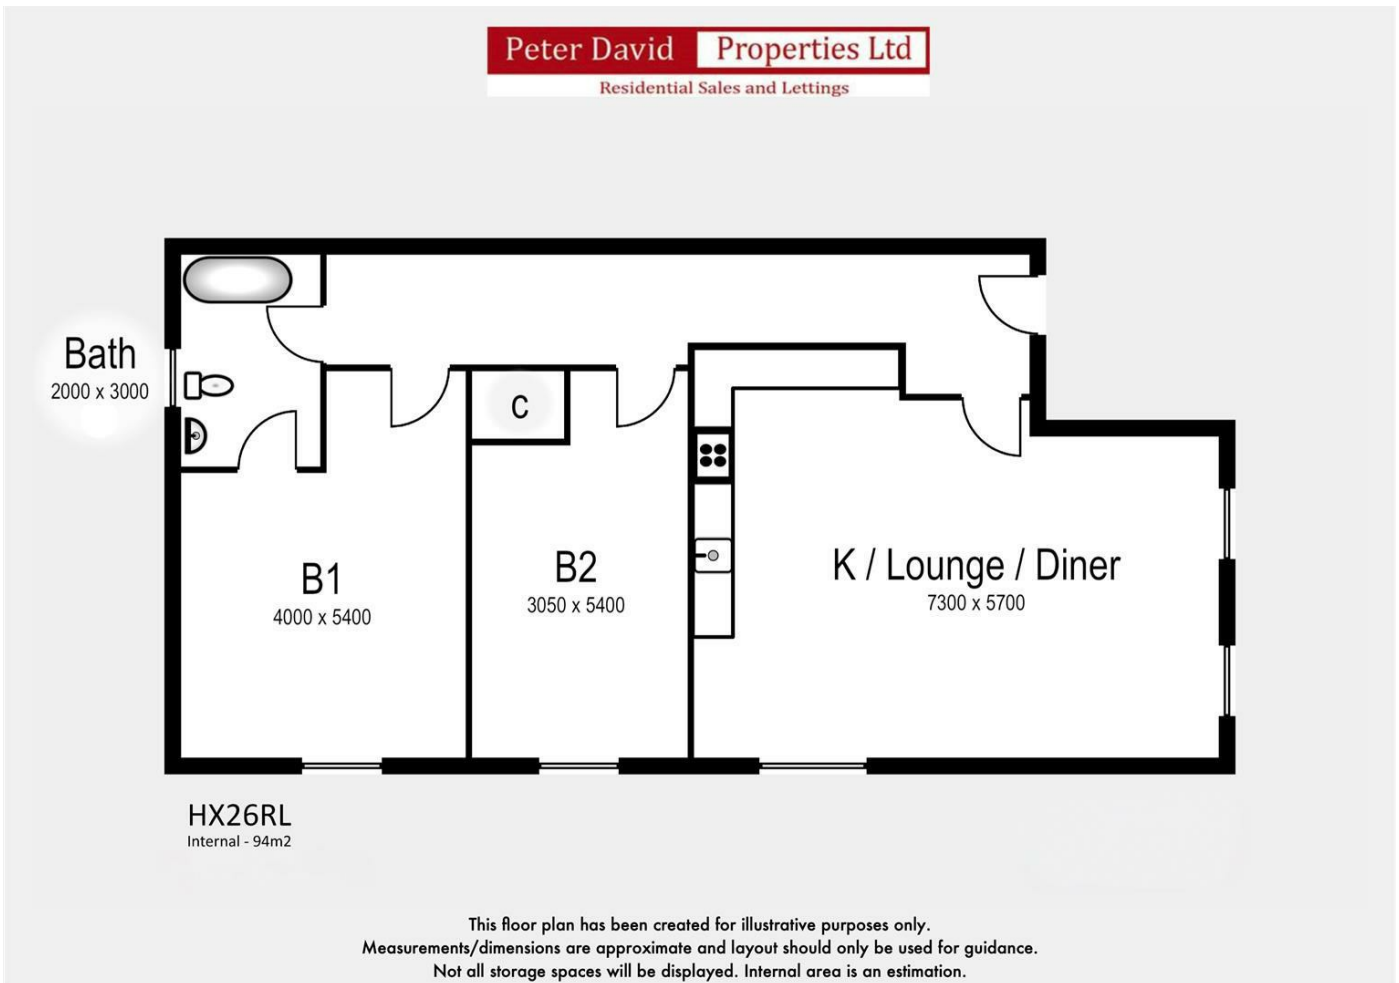 Peter David Properties Ltd
Residential Sales and Lettings
Bath
2000 x 3000
C
B1
4000 x 5400
B2
3050 x 5400
K / Lounge / Diner
7300 x 5700
HX26RL
Internal - 94m2
This floor plan has been created for illustrative purposes only.
Measurements/dimensions are approximate and layout should only be used for guidance.
Not all storage spaces will be displayed. Internal area is an estimation.